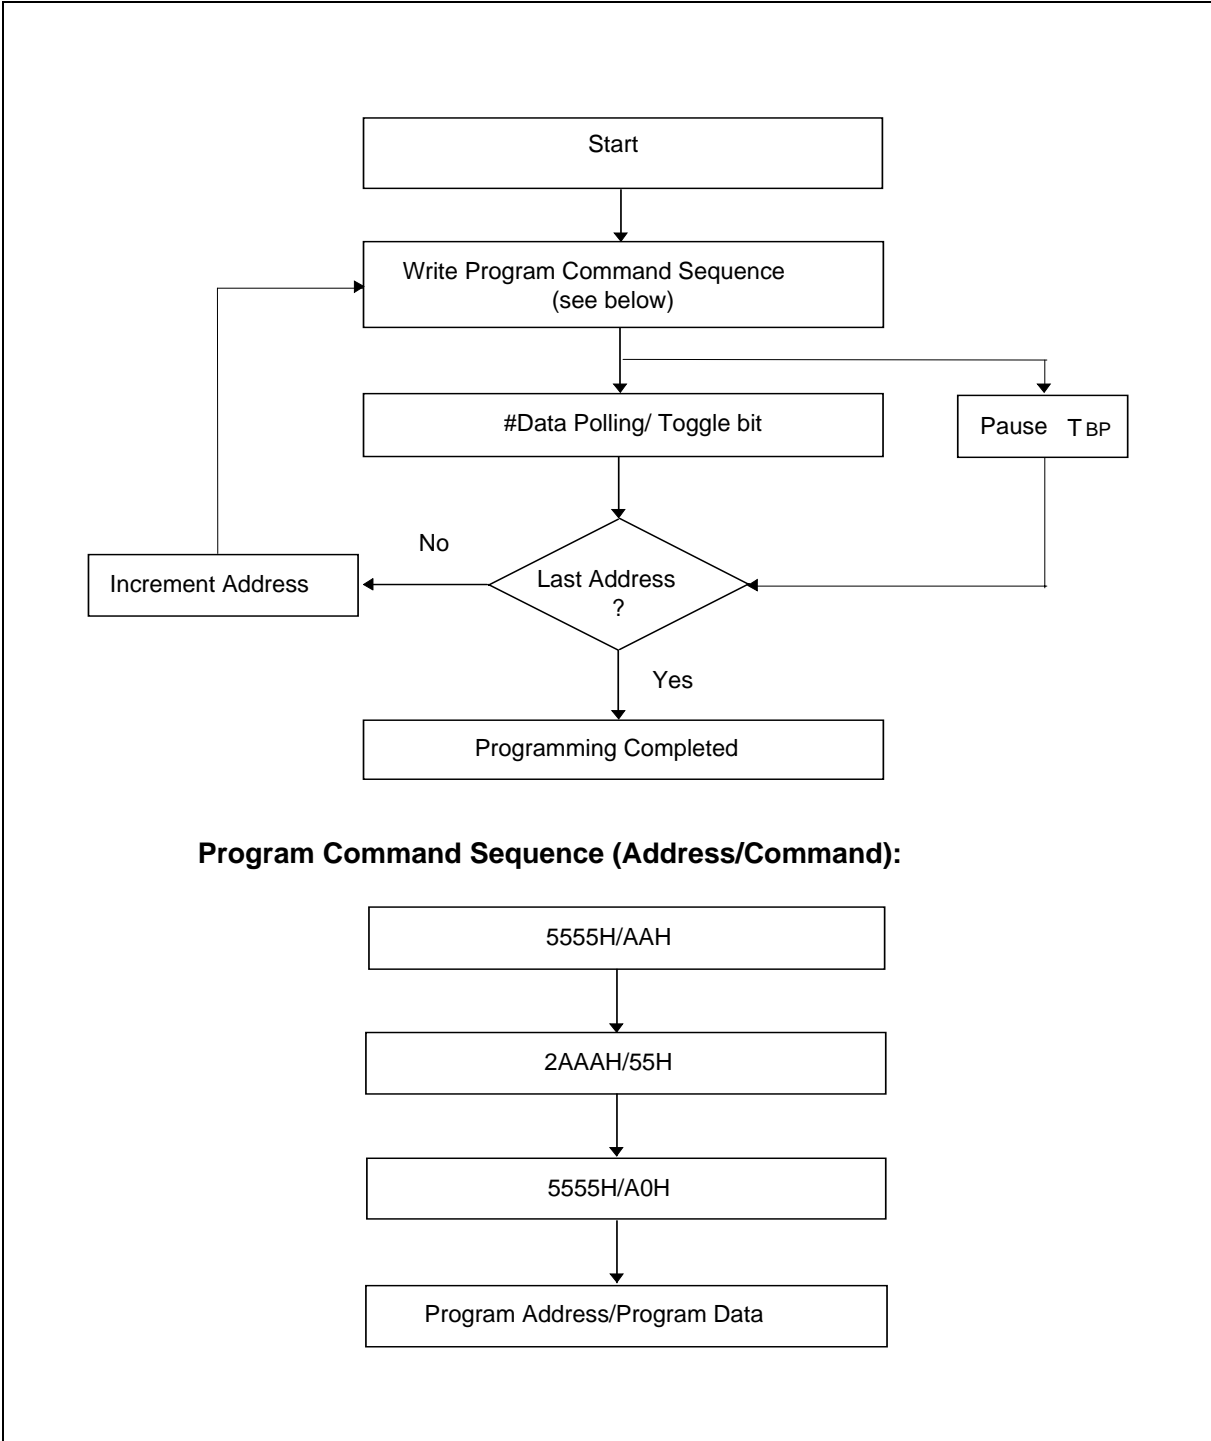 Start
Write Program Command Sequence
(see below)
#Data Polling/ Toggle bit
Pause TBP
No
Increment Address
Last Address
?
Yes
Programming Completed
Program Command Sequence (Address/Command):
5555H/AAH
2AAAH/55H
5555H/A0H
Program Address/Program Data